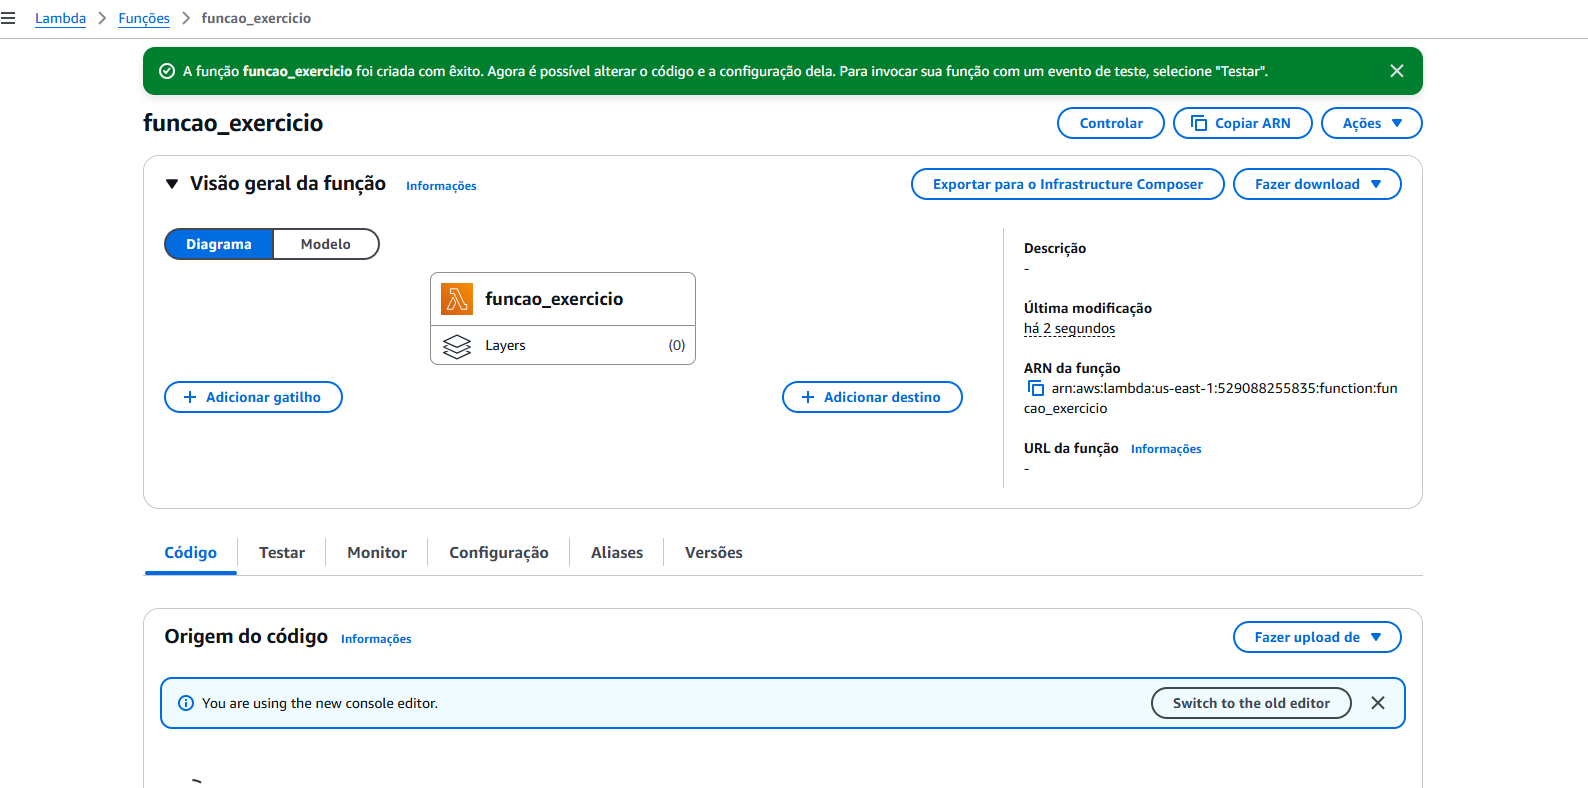 Lambda > Funções > funcao_exercicio
A função funcao_exercicio foi criada com êxito. Agora é possível alterar o código e a configuração dela. Para invocar sua função com um evento de teste, selecione "Testar".
funcao_exercicio
Controlar
Copiar ARN
Ações
Visão geral da função Informações
Exportar para o Infrastructure Composer
Fazer download
Diagrama
Modelo
funcao_exercicio
Layers (0)
+ Adicionar gatilho
+ Adicionar destino
Descrição
-
Última modificação
há 2 segundos
ARN da função
arn:aws:lambda:us-east-1:529088255835:function:fun
cao_exercicio
URL da função Informações
-
Código
Testar
Monitor
Configuração
Aliases
Versões
Origem do código Informações
Fazer upload de
You are using the new console editor.
Switch to the old editor